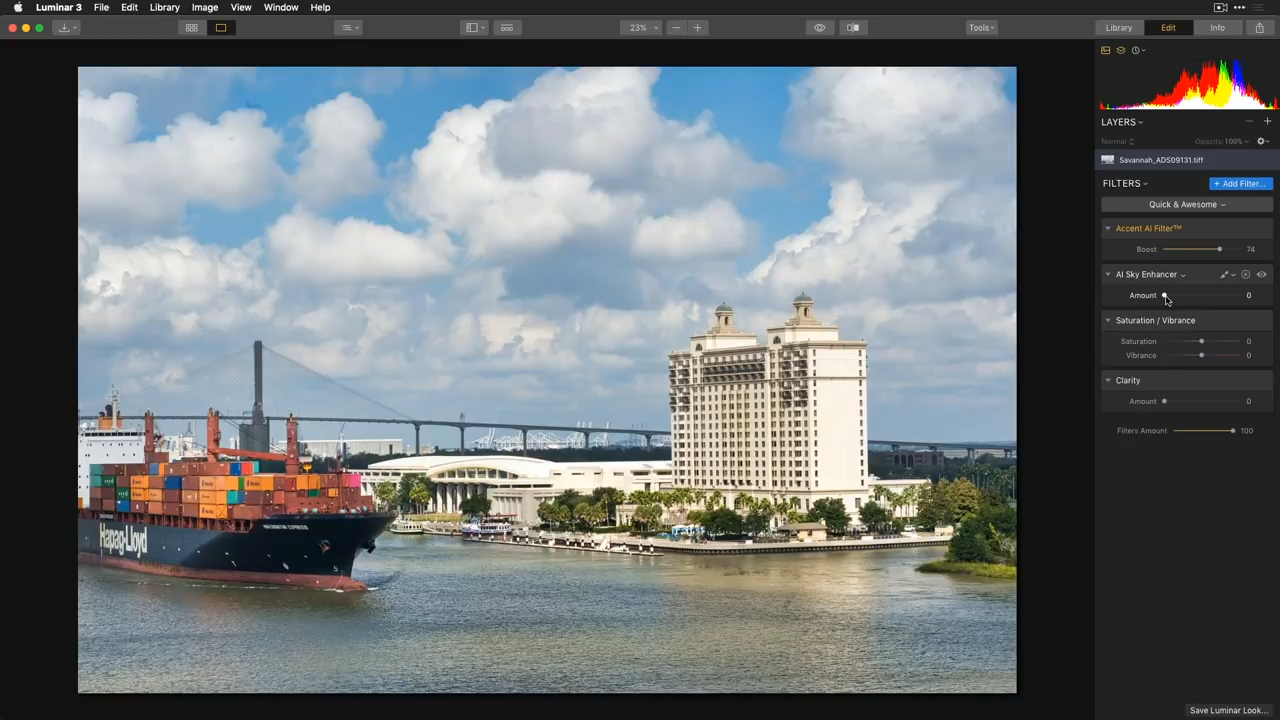 Luminar 3 File Edit Library Image View Window Help
23% Tools Library Edit Info
LAYERS
Normal Opacity: 100%
Savannah_ADS09131.tiff
FILTERS + Add Filter...
Quick & Awesome
Accent AI Filter™
Boost 74
AI Sky Enhancer
Amount 0
Saturation / Vibrance
Saturation 0
Vibrance 0
Clarity
Amount 0
Filters Amount 100
Hapag-Lloyd
WASHINGTON EXPRESS
Save Luminar Look...